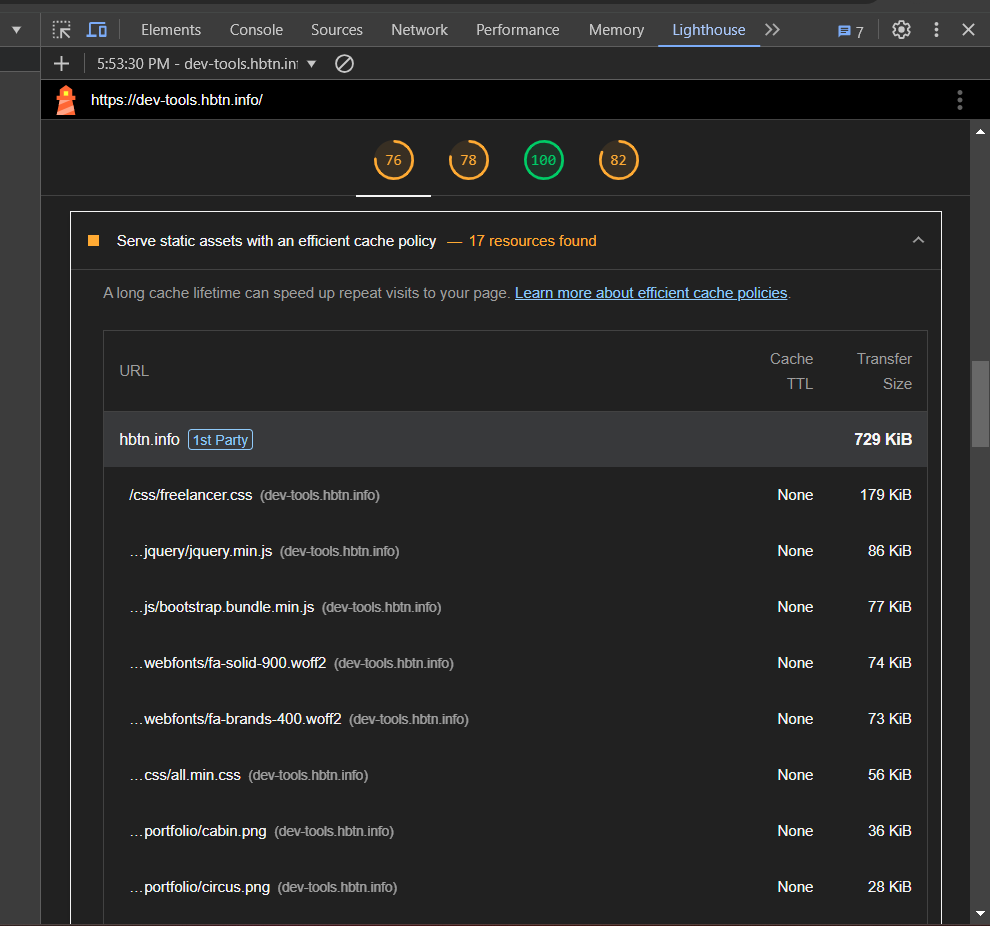 Elements Console Sources Network Performance Memory Lighthouse 7
5:53:30 PM - dev-tools.hbtn.in
https://dev-tools.hbtn.info/
76 78 100 82
Serve static assets with an efficient cache policy — 17 resources found
A long cache lifetime can speed up repeat visits to your page. Learn more about efficient cache policies.
URL Cache TTL Transfer Size
hbtn.info 1st Party 729 KiB
/css/freelancer.css (dev-tools.hbtn.info) None 179 KiB
…jquery/jquery.min.js (dev-tools.hbtn.info) None 86 KiB
…js/bootstrap.bundle.min.js (dev-tools.hbtn.info) None 77 KiB
…webfonts/fa-solid-900.woff2 (dev-tools.hbtn.info) None 74 KiB
…webfonts/fa-brands-400.woff2 (dev-tools.hbtn.info) None 73 KiB
…css/all.min.css (dev-tools.hbtn.info) None 56 KiB
…portfolio/cabin.png (dev-tools.hbtn.info) None 36 KiB
…portfolio/circus.png (dev-tools.hbtn.info) None 28 KiB